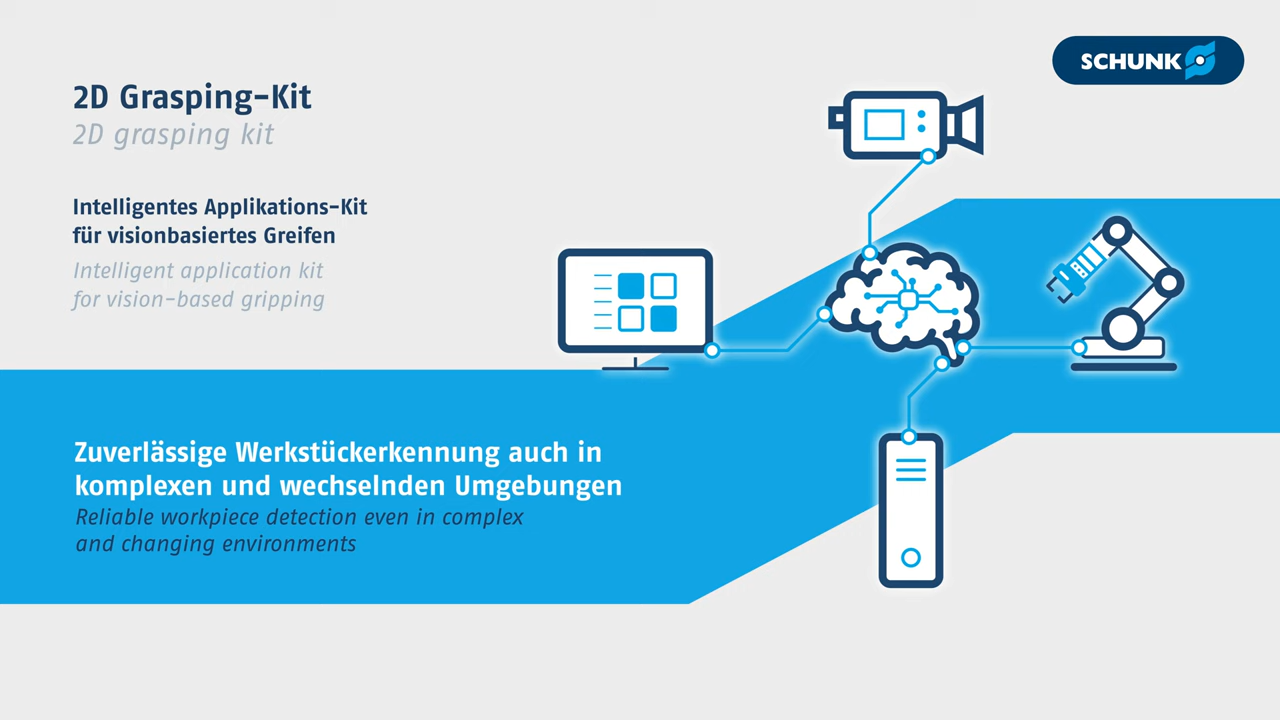 SCHUNK
2D Grasping-Kit
2D grasping kit
Intelligentes Applikations-Kit
für visionbasiertes Greifen
Intelligent application kit
for vision-based gripping
Zuverlässige Werkstückerkennung auch in
komplexen und wechselnden Umgebungen
Reliable workpiece detection even in complex
and changing environments